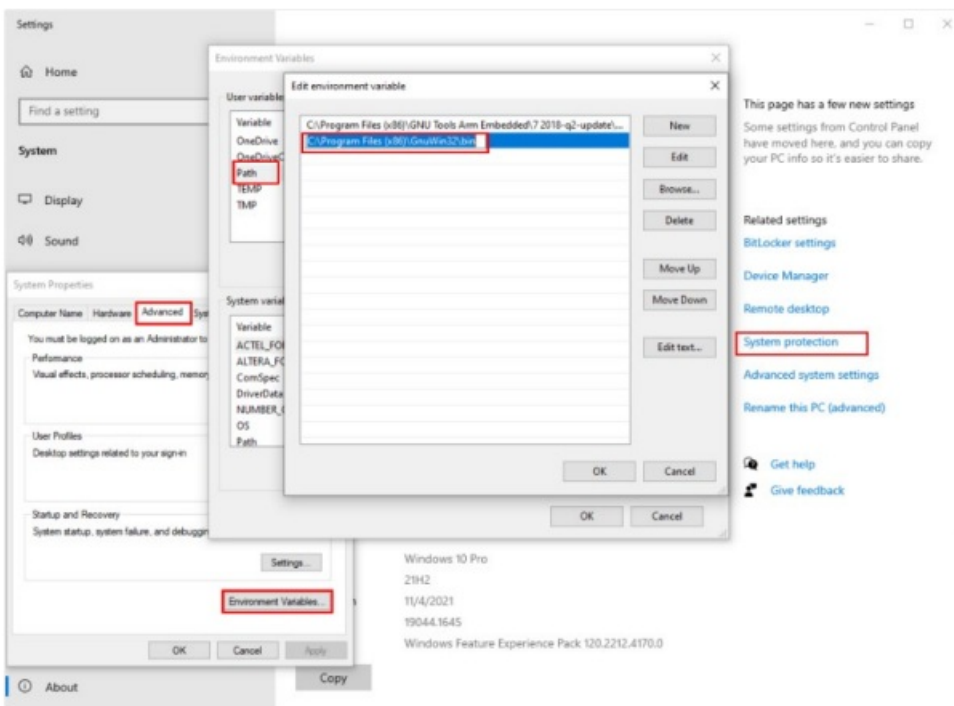 Settings
Home
Find a setting
System
Display
Sound
System Properties
Computer Name Hardware Advanced
You must be logged on as an Administrator to
Performance
Visual effects, processor scheduling,
User Profiles
Desktop settings related to your sign-in
Startup and Recovery
System startup, system failure, and
Settings...
Environment Variables...
OK Cancel Apply
About
Environment Variables
User variable
Variable
OneDrive
Path
TEMP
TMP
System
Variable
ComSpec
DriverData
OS
Path
OK Cancel
Edit environment variable
C:\Program Files (x86)\GNU Tools Arm Embedded\7 2018-q2-update\...
C:\Program Files (x86)\GnuWin32\bin
New
Edit
Browse...
Delete
Move Up
Move Down
Edit text...
OK Cancel
This page has a few new settings
Some settings from Control Panel
have moved here, and you can copy
your PC info so it's easier to share.
Related settings
BitLocker settings
Device Manager
Remote desktop
System protection
Advanced system settings
Rename this PC (advanced)
Get help
Give feedback
Windows 10 Pro
21H2
11/4/2021
19044.1645
Windows Feature Experience Pack 120.2212.4170.0
Copy